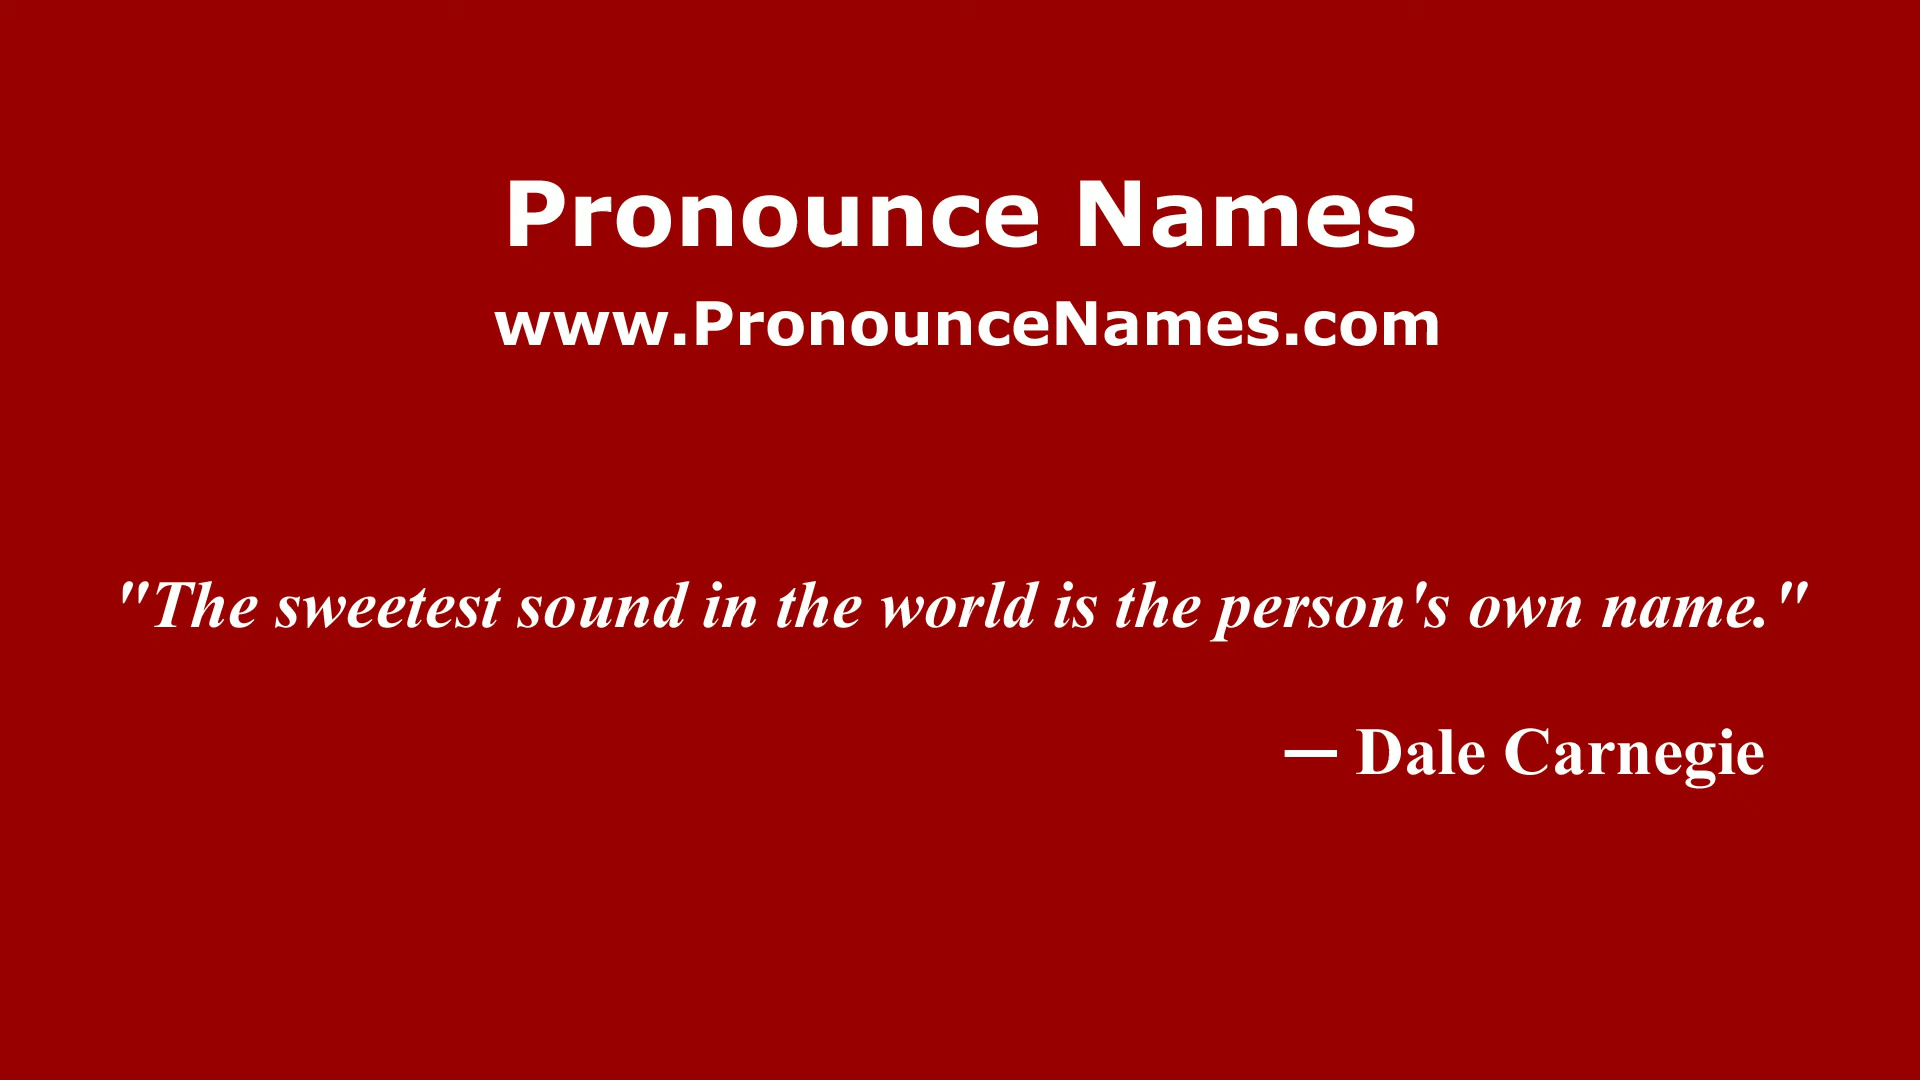 Pronounce Names
www.PronounceNames.com
"The sweetest sound in the world is the person's own name."
— Dale Carnegie